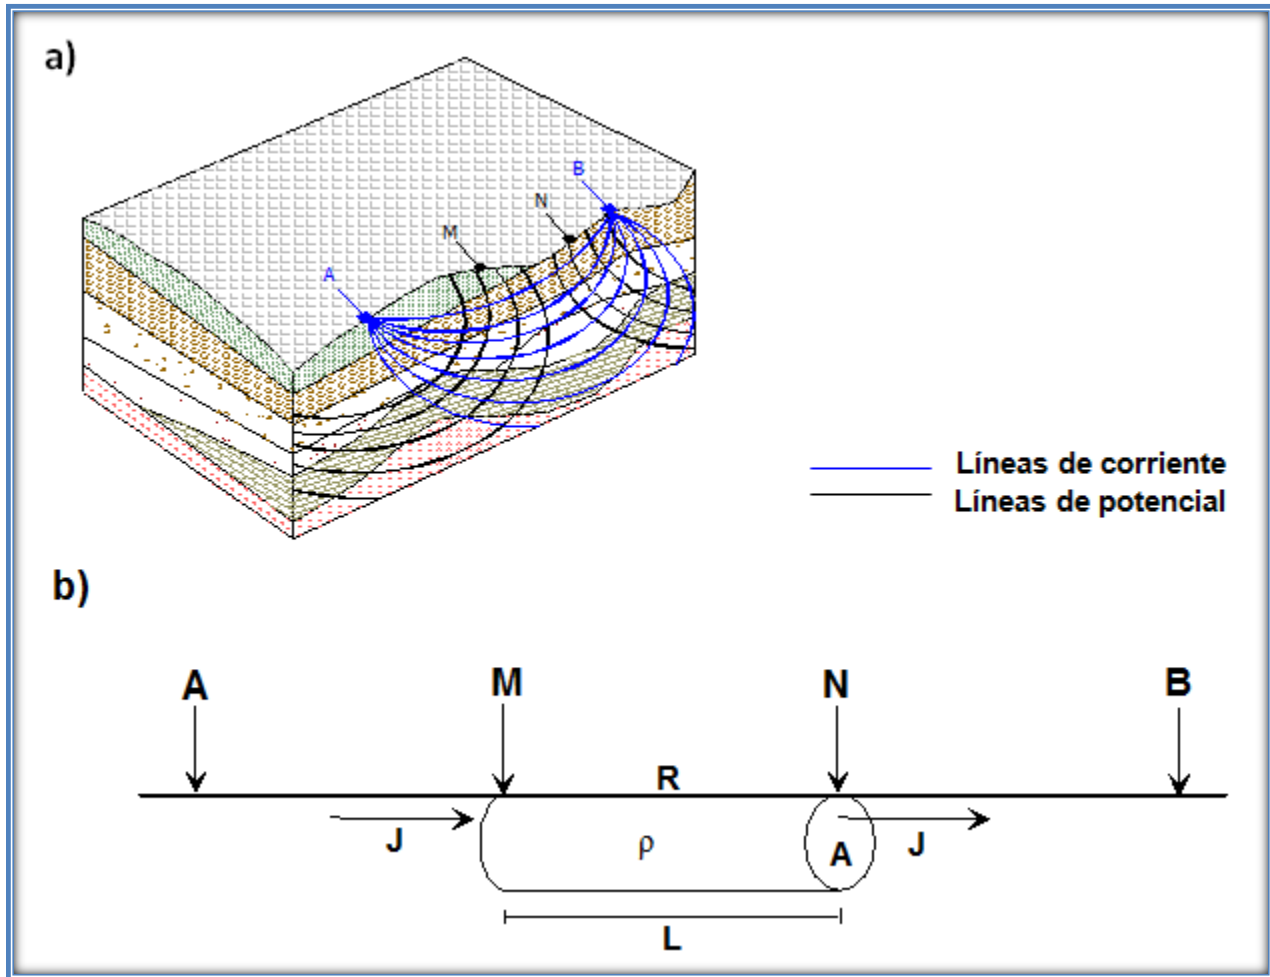 a)
B
N
M
A
Líneas de corriente
Líneas de potencial
b)
A M N B
R
J ρ A J
L